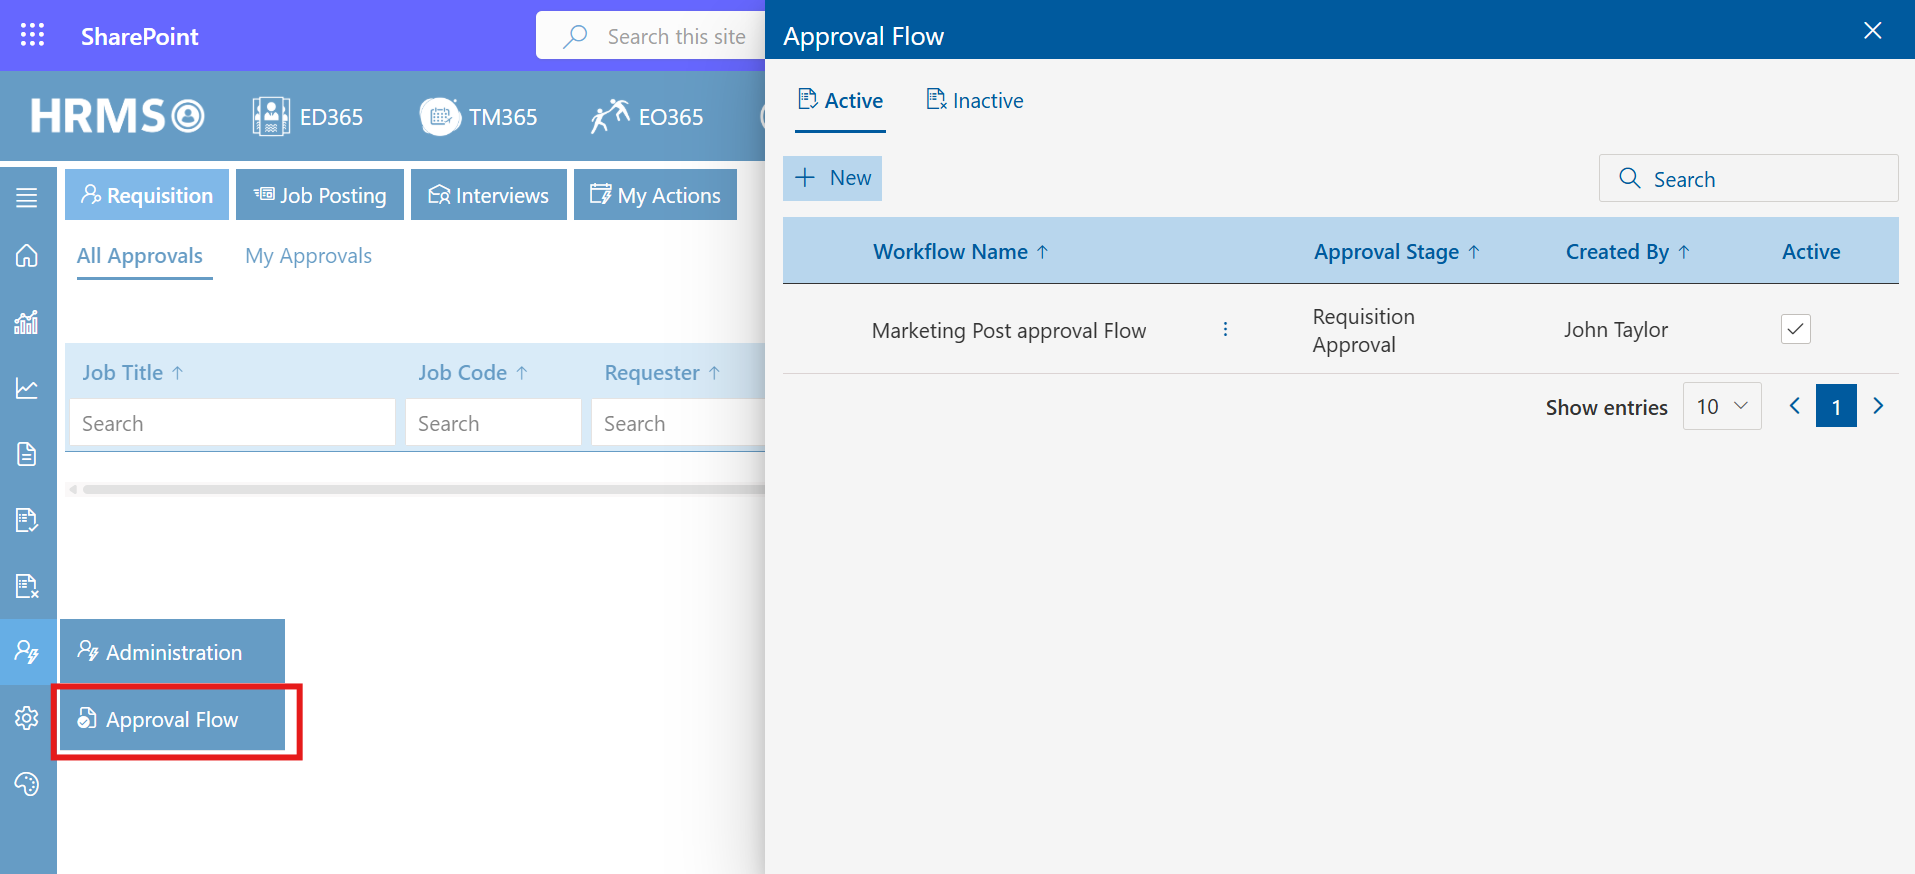 SharePoint
Search this site
HRMS
ED365
TM365
EO365
Requisition
Job Posting
Interviews
My Actions
All Approvals
My Approvals
Job Title ↑
Job Code ↑
Requester ↑
Search
Search
Search
Administration
Approval Flow
Approval Flow
Active
Inactive
+ New
Search
Workflow Name ↑
Approval Stage ↑
Created By ↑
Active
Marketing Post approval Flow
Requisition
Approval
John Taylor
Show entries
10
1